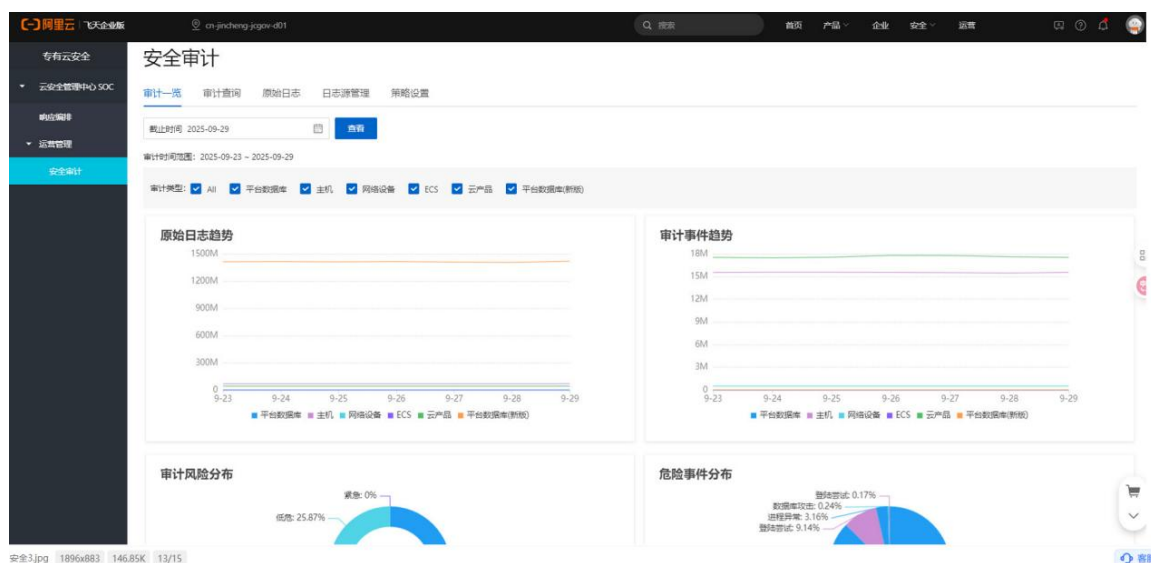 阿里云 | 飞天企业版 cn-jincheng-jcgov-d01 搜索 首页 产品 企业 安全 运营
专有云安全
云安全管理中心 SOC
响应编排
运营管理
安全审计
安全审计
审计一览 审计查询 原始日志 日志源管理 策略设置
截止时间 2025-09-29 查看
审计时间范围：2025-09-23 ~ 2025-09-29
审计类型: All 平台数据库 主机 网络设备 ECS 云产品 平台数据库(新版)
原始日志趋势
1500M
1200M
900M
600M
300M
0
9-23 9-24 9-25 9-26 9-27 9-28 9-29
平台数据库 主机 网络设备 ECS 云产品 平台数据库(新版)
审计事件趋势
18M
15M
12M
9M
6M
3M
0
9-23 9-24 9-25 9-26 9-27 9-28 9-29
平台数据库 主机 网络设备 ECS 云产品 平台数据库(新版)
审计风险分布
紧急: 0%
低危: 25.87%
危险事件分布
登陆尝试: 0.17%
数据库攻击: 0.24%
进程异常: 3.16%
登陆尝试: 9.14%
安全3.jpg 1896x883 146.85K 13/15